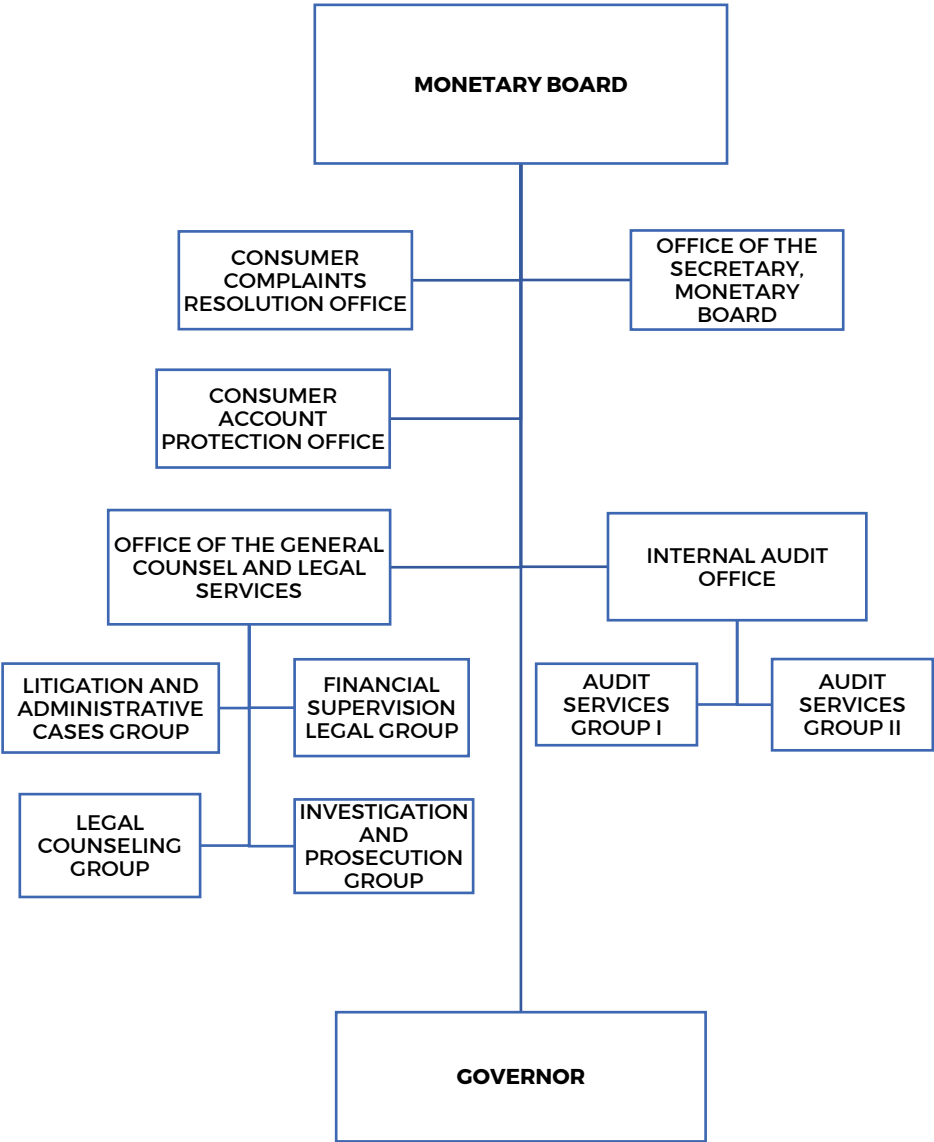 MONETARY BOARD
CONSUMER
COMPLAINTS
RESOLUTION OFFICE
OFFICE OF THE
SECRETARY,
MONETARY
BOARD
CONSUMER
ACCOUNT
PROTECTION OFFICE
OFFICE OF THE GENERAL
COUNSEL AND LEGAL
SERVICES
INTERNAL AUDIT
OFFICE
LITIGATION AND
ADMINISTRATIVE
CASES GROUP
FINANCIAL
SUPERVISION
LEGAL GROUP
AUDIT
SERVICES
GROUP I
AUDIT
SERVICES
GROUP II
LEGAL
COUNSELING
GROUP
INVESTIGATION
AND
PROSECUTION
GROUP
GOVERNOR